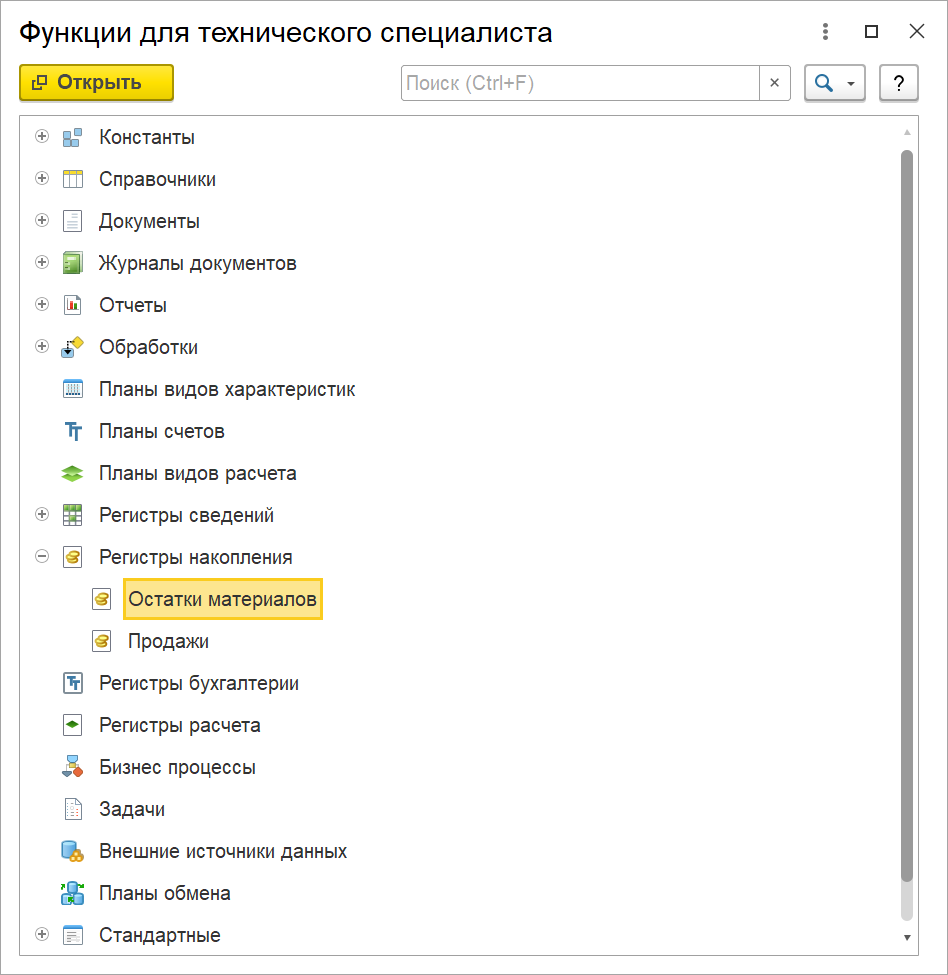 Функции для технического специалиста
Открыть
Поиск (Ctrl+F)
?
Константы
Справочники
Документы
Журналы документов
Отчеты
Обработки
Планы видов характеристик
Планы счетов
Планы видов расчета
Регистры сведений
Регистры накопления
Остатки материалов
Продажи
Регистры бухгалтерии
Регистры расчета
Бизнес процессы
Задачи
Внешние источники данных
Планы обмена
Стандартные